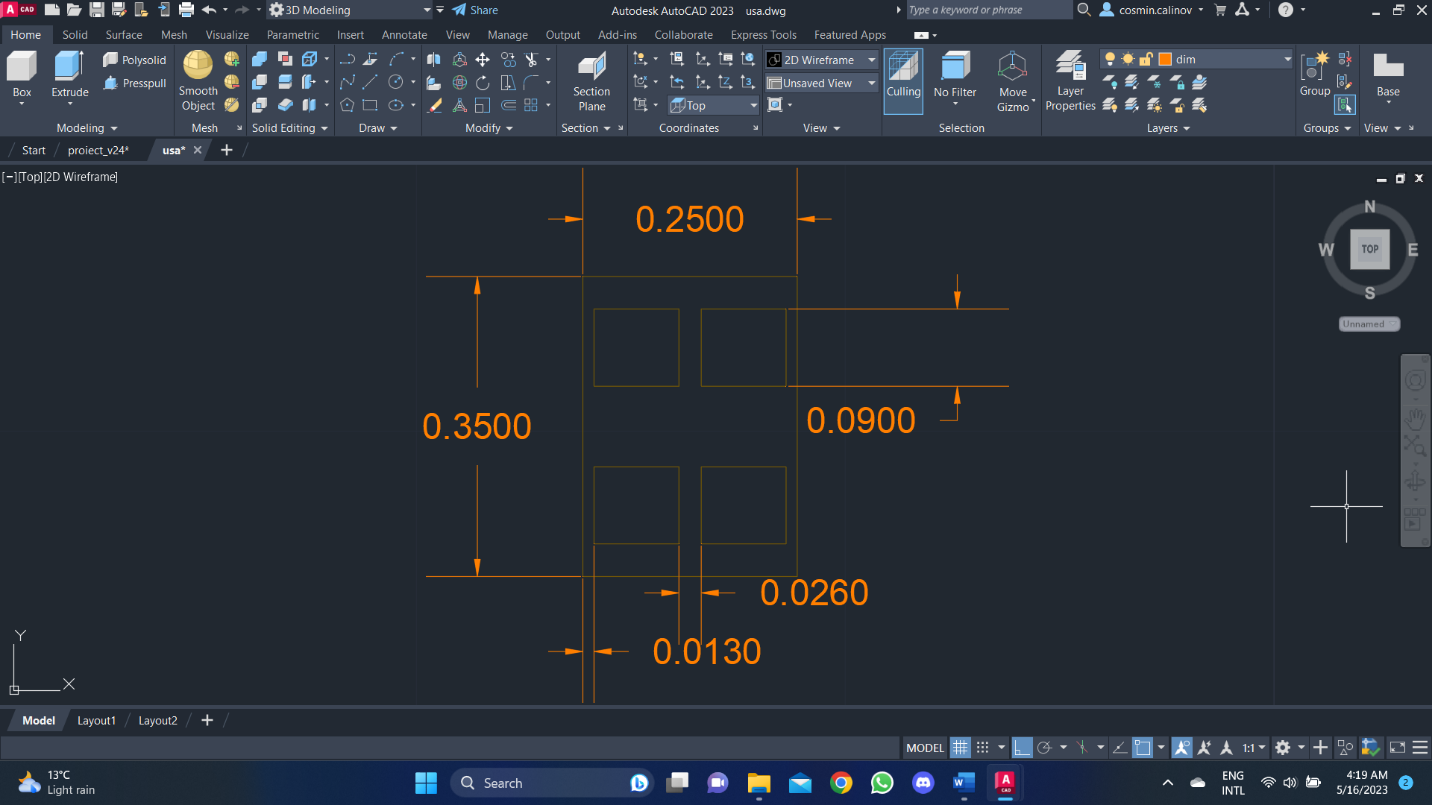 A CAD
3D Modeling
Share
Autodesk AutoCAD 2023 usa.dwg
Type a keyword or phrase
cosmin.calinov
Home Solid Surface Mesh Visualize Parametric Insert Annotate View Manage Output Add-ins Collaborate Express Tools Featured Apps
Box
Extrude
Polysolid
Presspull
Smooth
Object
Section
Plane
Top
2D Wireframe
Unsaved View
Culling
No Filter
Move
Gizmo
Layer
Properties
dim
Group
Base
Modeling Mesh Solid Editing Draw Modify Section Coordinates View Selection Layers Groups View
Start proiect_v24* usa*
[−][Top][2D Wireframe]
N
W TOP E
S
Unnamed
0.2500
0.3500
0.0900
0.0260
0.0130
Y
X
Model Layout1 Layout2
MODEL
1:1
13°C
Light rain
Search
ENG
INTL
4:19 AM
5/16/2023
2